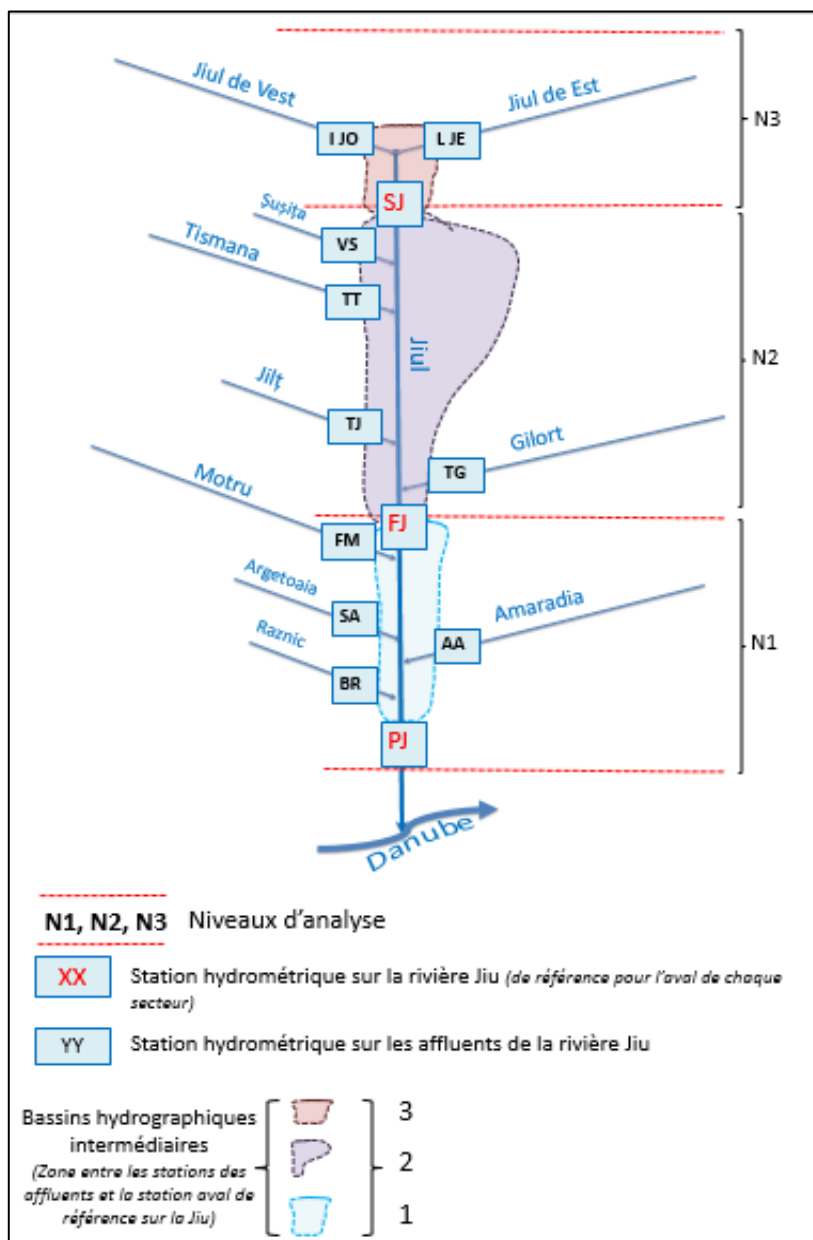 Jiul de Vest
Jiul de Est
N3
I JO
L JE
SJ
Șușița
VS
Tismana
TT
Jiul
N2
Jilț
TJ
Gilort
TG
Motru
FJ
FM
Argetoaia
SA
Amaradia
AA
N1
Raznic
BR
PJ
Danube
N1, N2, N3 Niveaux d'analyse
XX Station hydrométrique sur la rivière Jiu (de référence pour l'aval de chaque
secteur)
YY Station hydrométrique sur les affluents de la rivière Jiu
Bassins hydrographiques
intermédiaires
(Zone entre les stations des
affluents et la station aval de
référence sur la Jiu)
3
2
1